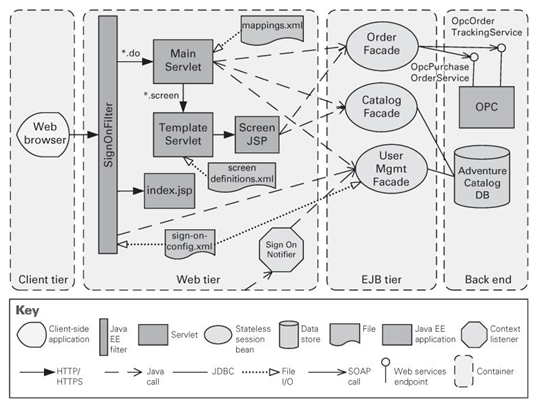 mappings.xml
OpcOrder
TrackingService
*.do
Main
Servlet
Order
Facade
OpcPurchase
OrderService
*.screen
Catalog
Facade
OPC
Web
browser
SignOnFilter
Template
Servlet
Screen
JSP
screen
definitions.xml
User
Mgmt
Facade
Adventure
Catalog
DB
index.jsp
sign-on-
config.xml
Sign On
Notifier
Client tier
Web tier
EJB tier
Back end
Key
Client-side
application
Java
EE
filter
Servlet
Stateless
session
bean
Data
store
File
Java EE
application
Context
listener
HTTP/
HTTPS
Java
call
JDBC
File
I/O
SOAP
call
Web services
endpoint
Container